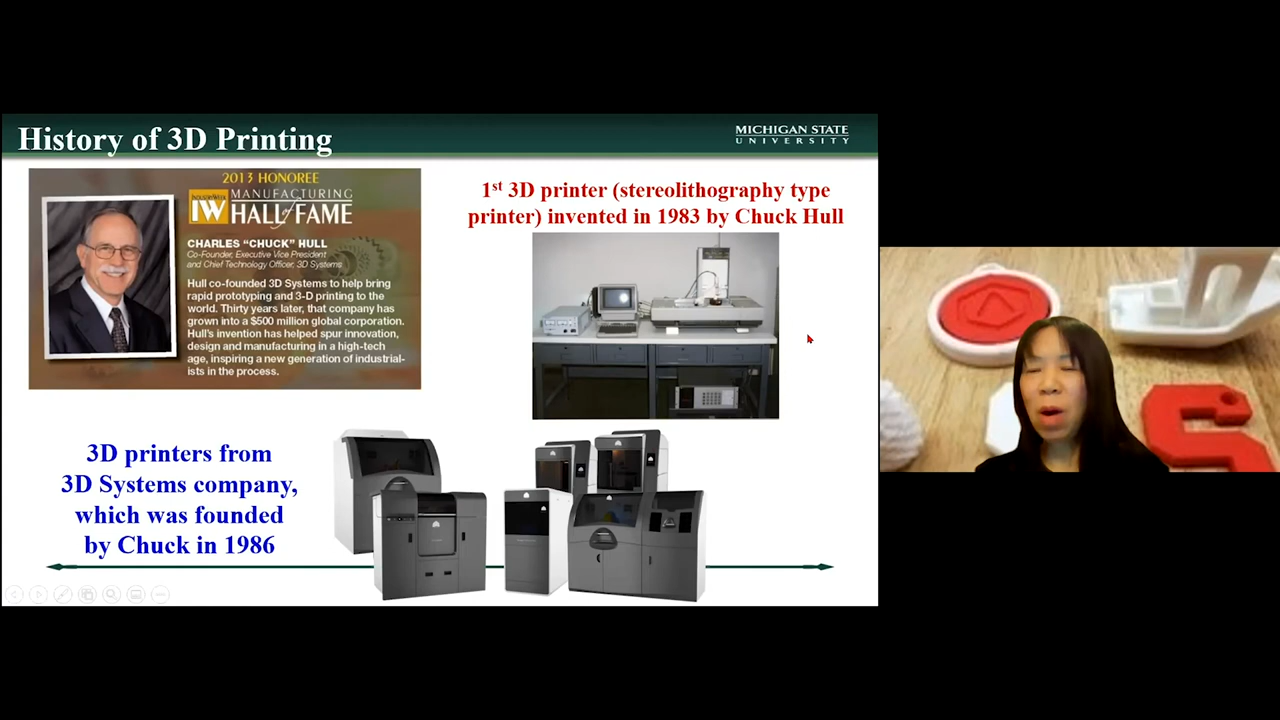 History of 3D Printing
MICHIGAN STATE
UNIVERSITY
2013 HONOREE
INDUSTRYWEEK
IW
MANUFACTURING
HALL of FAME
CHARLES “CHUCK” HULL
Co-Founder, Executive Vice President
and Chief Technology Officer, 3D Systems
Hull co-founded 3D Systems to help bring
rapid prototyping and 3-D printing to the
world. Thirty years later, that company has
grown into a $500 million global corporation.
Hull's invention has helped spur innovation,
design and manufacturing in a high-tech
age, inspiring a new generation of industrial-
ists in the process.
1st 3D printer (stereolithography type
printer) invented in 1983 by Chuck Hull
3D printers from
3D Systems company,
which was founded
by Chuck in 1986